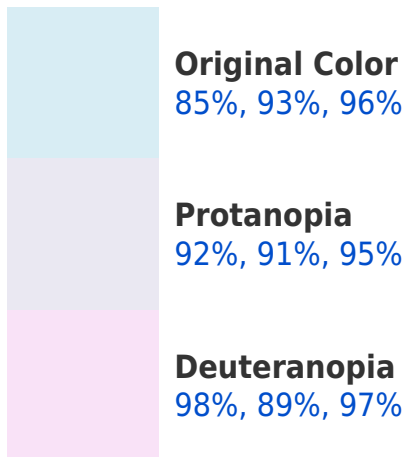 Original Color
85%, 93%, 96%
Protanopia
92%, 91%, 95%
Deuteranopia
98%, 89%, 97%